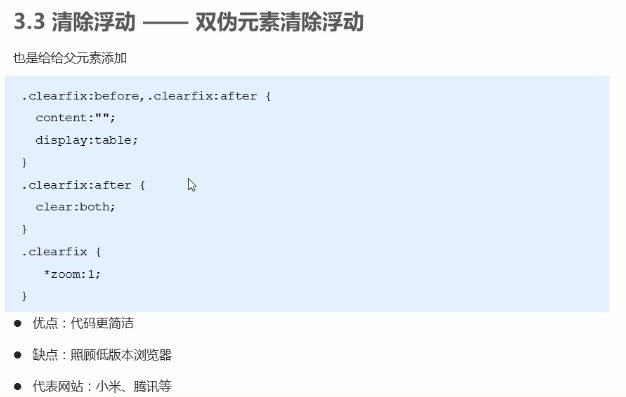 3.3 清除浮动 —— 双伪元素清除浮动
也是给给父元素添加
.clearfix:before,.clearfix:after {
content:"";
display:table;
}
.clearfix:after {
clear:both;
}
.clearfix {
*zoom:1;
}
● 优点：代码更简洁
● 缺点：照顾低版本浏览器
● 代表网站：小米、腾讯等